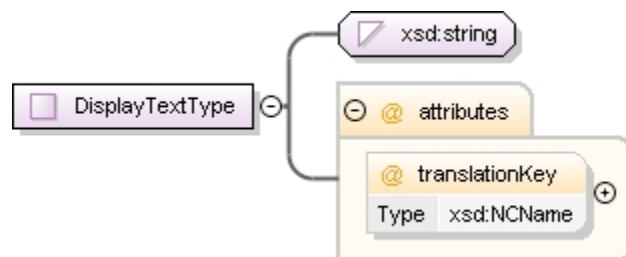 xsd:string
DisplayTextType
@ attributes
@ translationKey
Type xsd:NCName